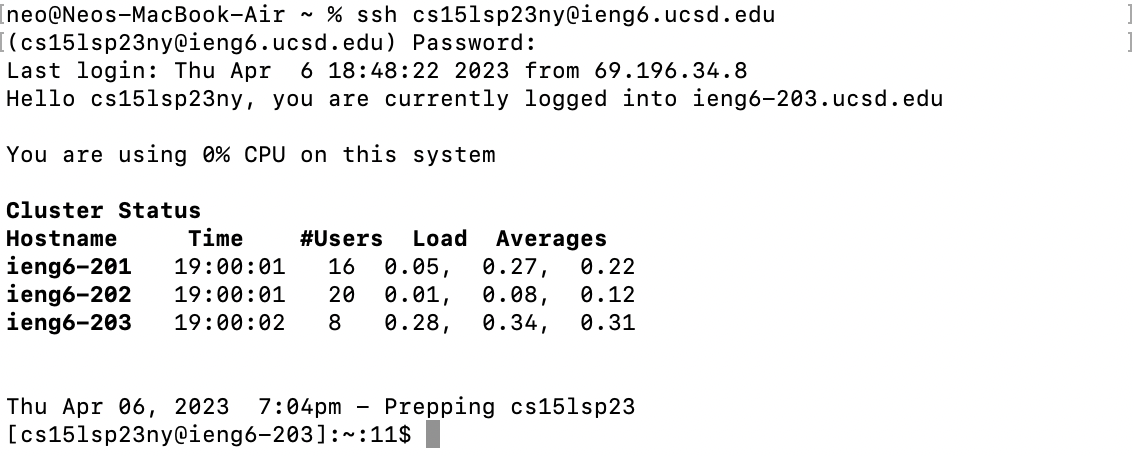 [neo@Neos-MacBook-Air ~ % ssh cs15lsp23ny@ieng6.ucsd.edu ]
[(cs15lsp23ny@ieng6.ucsd.edu) Password: ]
Last login: Thu Apr  6 18:48:22 2023 from 69.196.34.8
Hello cs15lsp23ny, you are currently logged into ieng6-203.ucsd.edu
You are using 0% CPU on this system
Cluster Status
Hostname     Time    #Users  Load  Averages
ieng6-201   19:00:01   16  0.05,  0.27,  0.22
ieng6-202   19:00:01   20  0.01,  0.08,  0.12
ieng6-203   19:00:02   8   0.28,  0.34,  0.31
Thu Apr 06, 2023  7:04pm - Prepping cs15lsp23
[cs15lsp23ny@ieng6-203]:~:11$